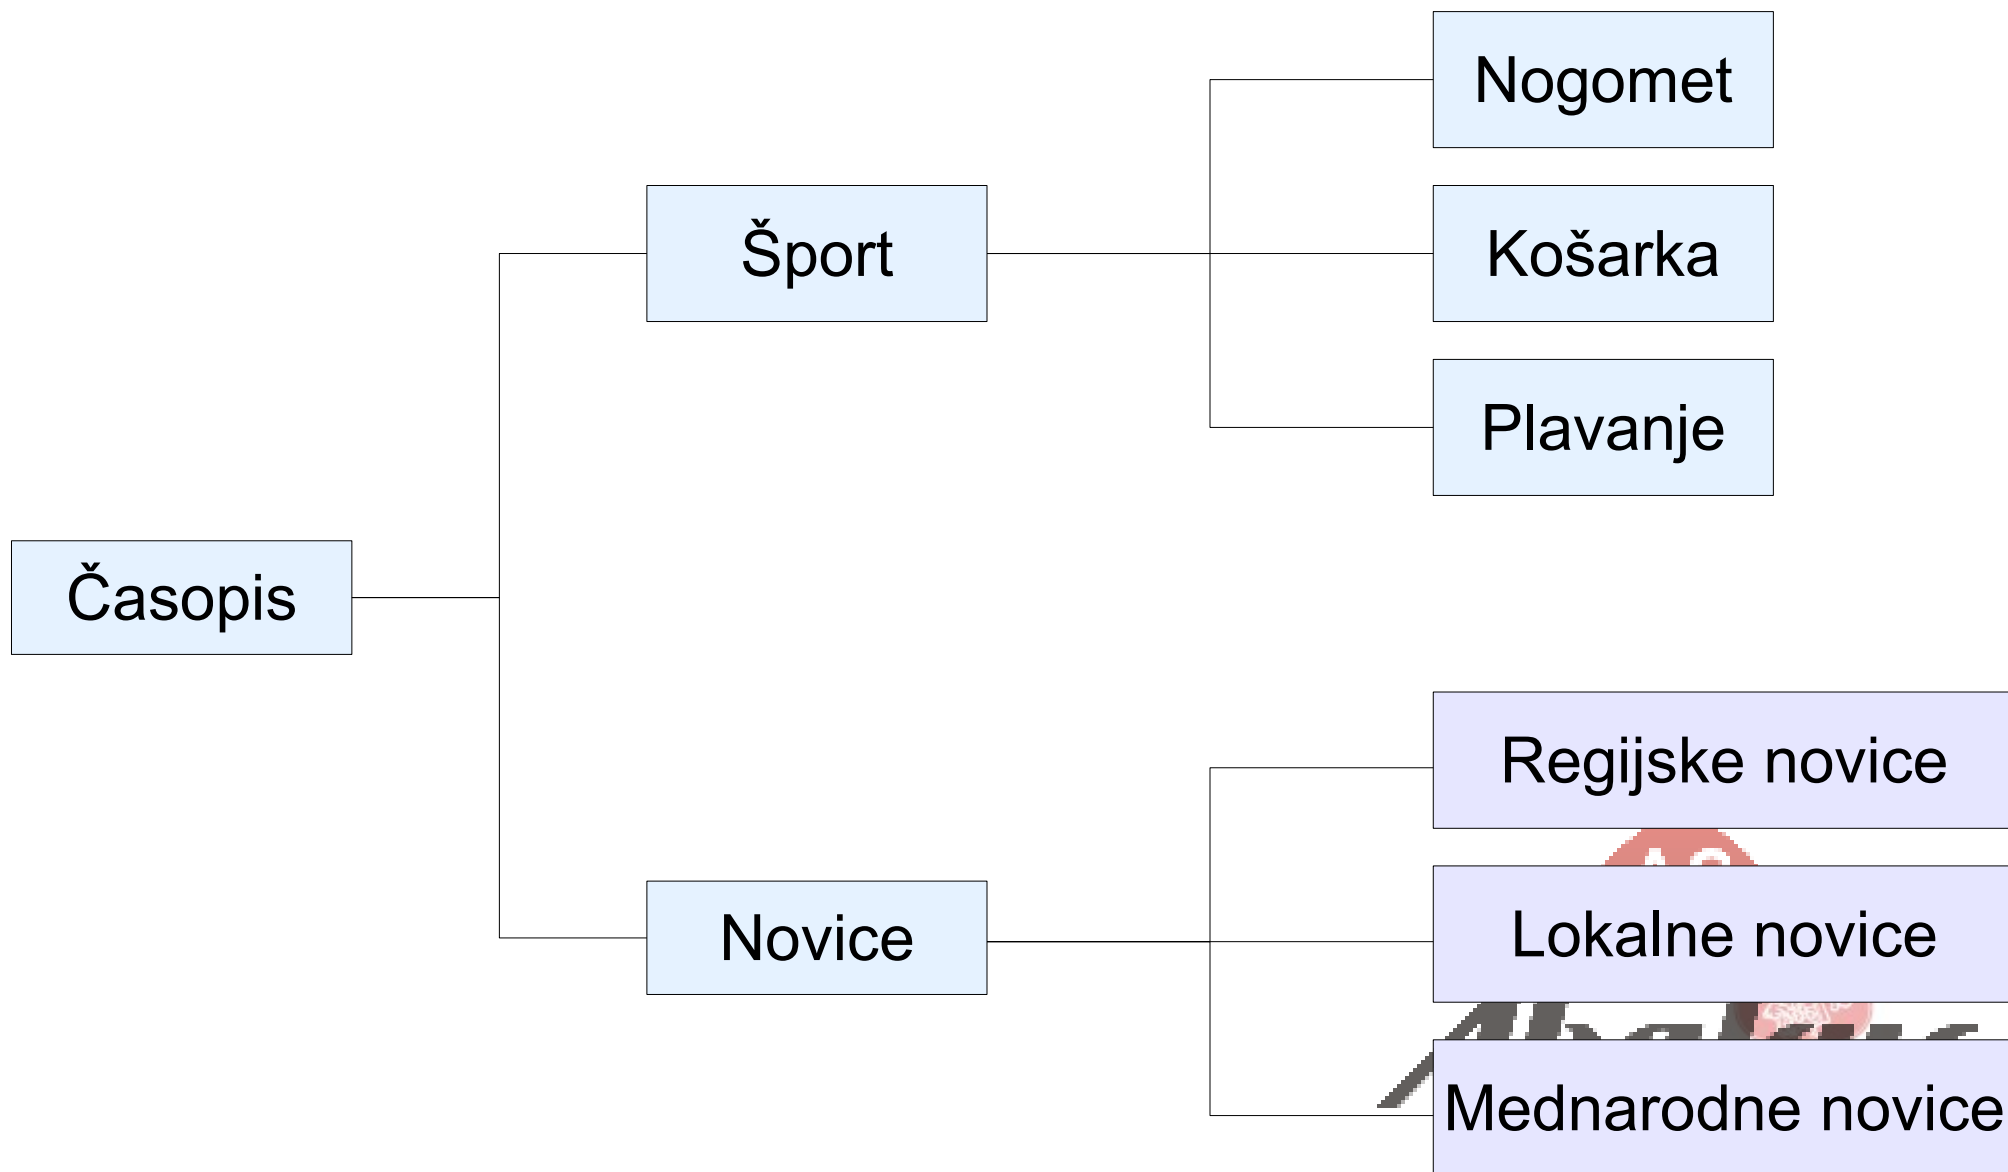 Nogomet
Šport
Košarka
Plavanje
Časopis
Regijske novice
Novice
Lokalne novice
Mednarodne novice